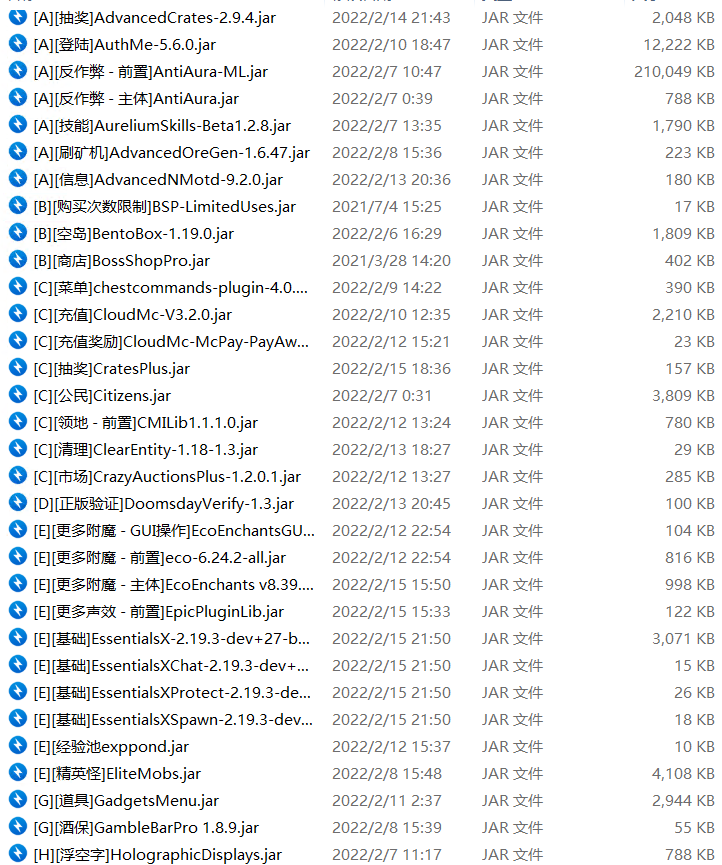 [A][抽奖]AdvancedCrates-2.9.4.jar 2022/2/14 21:43 JAR 文件 2,048 KB
[A][登陆]AuthMe-5.6.0.jar 2022/2/10 18:47 JAR 文件 12,222 KB
[A][反作弊 - 前置]AntiAura-ML.jar 2022/2/7 10:47 JAR 文件 210,049 KB
[A][反作弊 - 主体]AntiAura.jar 2022/2/7 0:39 JAR 文件 788 KB
[A][技能]AureliumSkills-Beta1.2.8.jar 2022/2/7 13:35 JAR 文件 1,790 KB
[A][刷矿机]AdvancedOreGen-1.6.47.jar 2022/2/8 15:36 JAR 文件 223 KB
[A][信息]AdvancedNMotd-9.2.0.jar 2022/2/13 20:36 JAR 文件 180 KB
[B][购买次数限制]BSP-LimitedUses.jar 2021/7/4 15:25 JAR 文件 17 KB
[B][空岛]BentoBox-1.19.0.jar 2022/2/6 16:29 JAR 文件 1,809 KB
[B][商店]BossShopPro.jar 2021/3/28 14:20 JAR 文件 402 KB
[C][菜单]chestcommands-plugin-4.0.... 2022/2/9 14:22 JAR 文件 390 KB
[C][充值]CloudMc-V3.2.0.jar 2022/2/10 12:35 JAR 文件 2,210 KB
[C][充值奖励]CloudMc-McPay-PayAw... 2022/2/12 15:21 JAR 文件 23 KB
[C][抽奖]CratesPlus.jar 2022/2/15 18:36 JAR 文件 157 KB
[C][公民]Citizens.jar 2022/2/7 0:31 JAR 文件 3,809 KB
[C][领地 - 前置]CMILib1.1.1.0.jar 2022/2/12 13:24 JAR 文件 780 KB
[C][清理]ClearEntity-1.18-1.3.jar 2022/2/13 18:27 JAR 文件 29 KB
[C][市场]CrazyAuctionsPlus-1.2.0.1.jar 2022/2/12 13:27 JAR 文件 285 KB
[D][正版验证]DoomsdayVerify-1.3.jar 2022/2/13 20:45 JAR 文件 100 KB
[E][更多附魔 - GUI操作]EcoEnchantsGU... 2022/2/12 22:54 JAR 文件 104 KB
[E][更多附魔 - 前置]eco-6.24.2-all.jar 2022/2/12 22:54 JAR 文件 816 KB
[E][更多附魔 - 主体]EcoEnchants v8.39.... 2022/2/15 15:50 JAR 文件 998 KB
[E][更多声效 - 前置]EpicPluginLib.jar 2022/2/15 15:33 JAR 文件 122 KB
[E][基础]EssentialsX-2.19.3-dev+27-b... 2022/2/15 21:50 JAR 文件 3,071 KB
[E][基础]EssentialsXChat-2.19.3-dev+... 2022/2/15 21:50 JAR 文件 15 KB
[E][基础]EssentialsXProtect-2.19.3-de... 2022/2/15 21:50 JAR 文件 26 KB
[E][基础]EssentialsXSpawn-2.19.3-dev... 2022/2/15 21:50 JAR 文件 18 KB
[E][经验池exppond.jar 2022/2/12 15:37 JAR 文件 10 KB
[E][精英怪]EliteMobs.jar 2022/2/8 15:48 JAR 文件 4,108 KB
[G][道具]GadgetsMenu.jar 2022/2/11 2:37 JAR 文件 2,944 KB
[G][酒保]GambleBarPro 1.8.9.jar 2022/2/8 15:39 JAR 文件 55 KB
[H][浮空字]HolographicDisplays.jar 2022/2/7 11:17 JAR 文件 788 KB